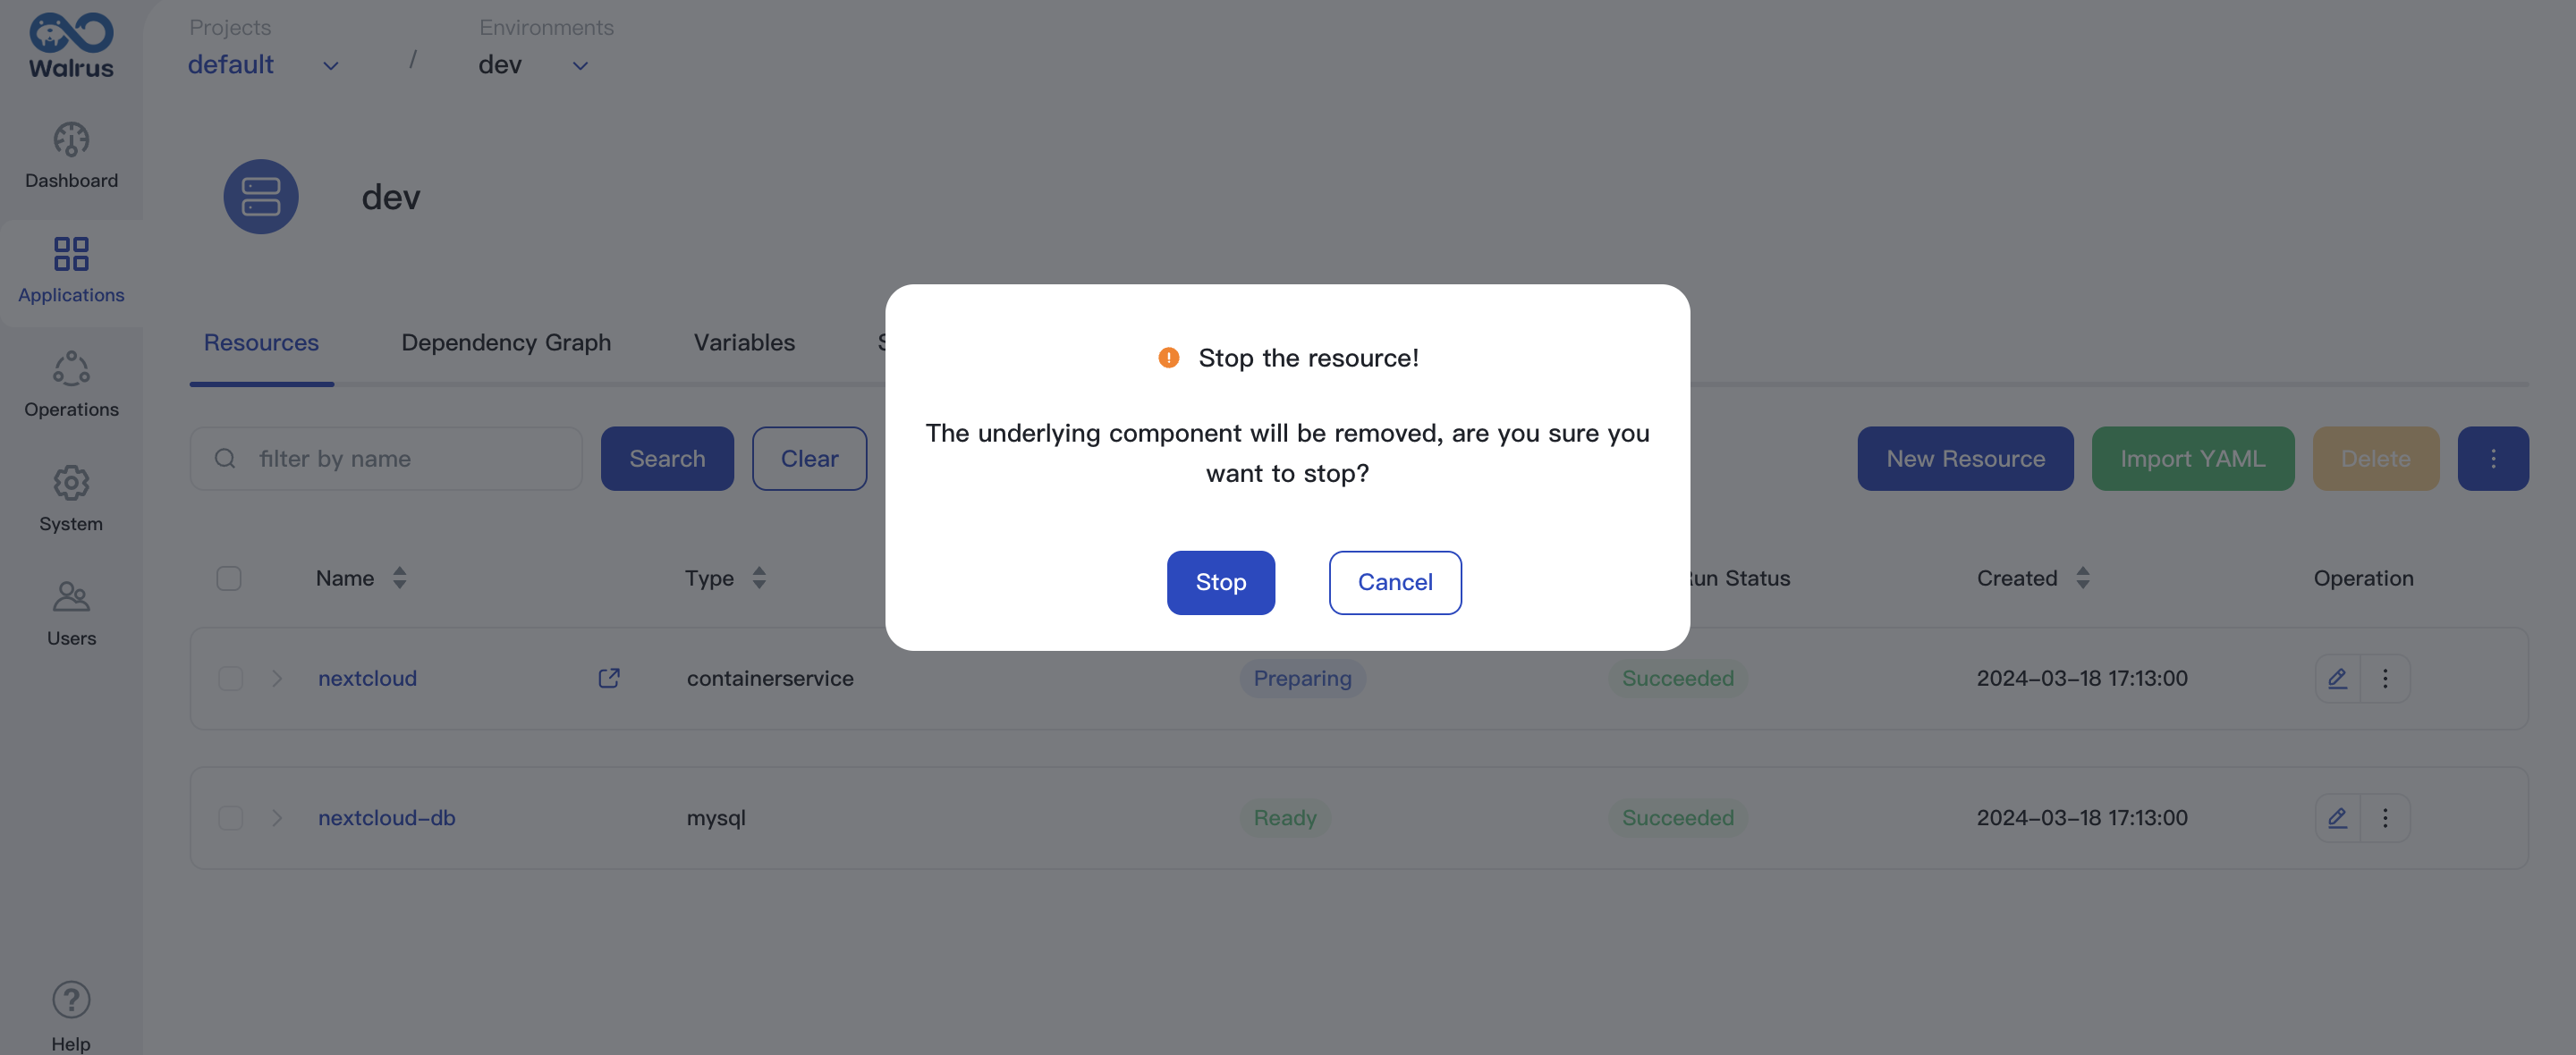 Walrus
Projects
Environments
default
/
dev
Dashboard
Applications
Operations
System
Users
Help
dev
Resources
Dependency Graph
Variables
filter by name
Search
Clear
New Resource
Import YAML
Delete
Name
Type
Status
Created
Operation
nextcloud
containerservice
Preparing
Succeeded
2024-03-18 17:13:00
nextcloud-db
mysql
Ready
Succeeded
2024-03-18 17:13:00
Stop the resource!
The underlying component will be removed, are you sure you
want to stop?
Stop
Cancel